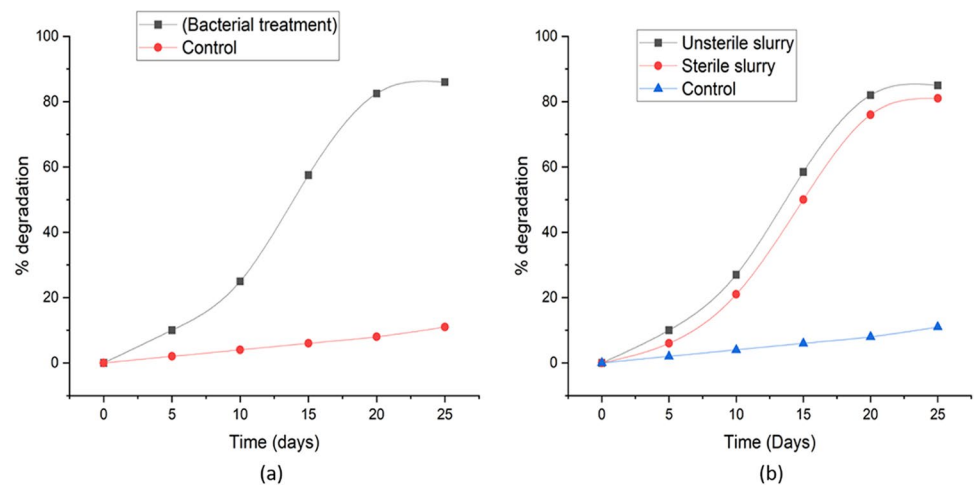 (Bacterial treatment)
Control
100
80
60
40
20
0
% degradation
0 5 10 15 20 25
Time (days)
(a)
Unsterile slurry
Sterile slurry
Control
100
80
60
40
20
0
% degradation
0 5 10 15 20 25
Time (Days)
(b)